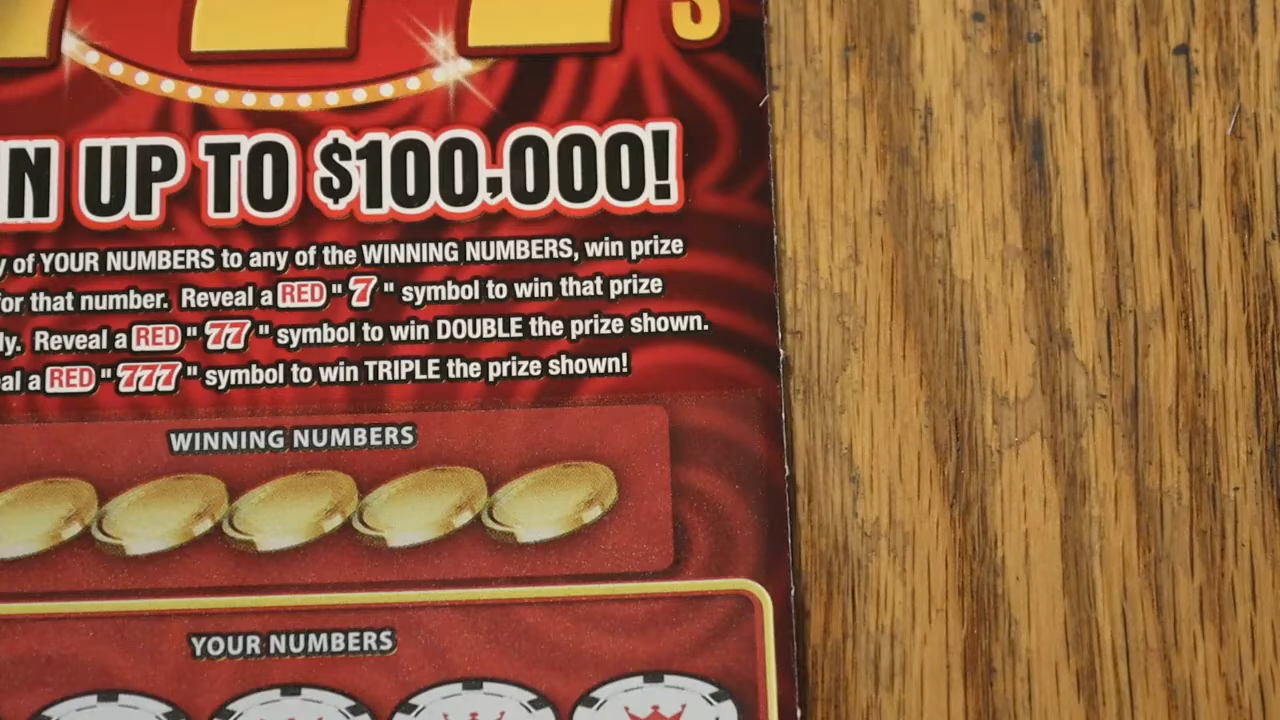 S
UP TO $100,000!
of YOUR NUMBERS to any of the WINNING NUMBERS, win prize
for that number. Reveal a RED "7" symbol to win that prize
Reveal a RED "77" symbol to win DOUBLE the prize shown.
a RED "777" symbol to win TRIPLE the prize shown!
WINNING NUMBERS
YOUR NUMBERS